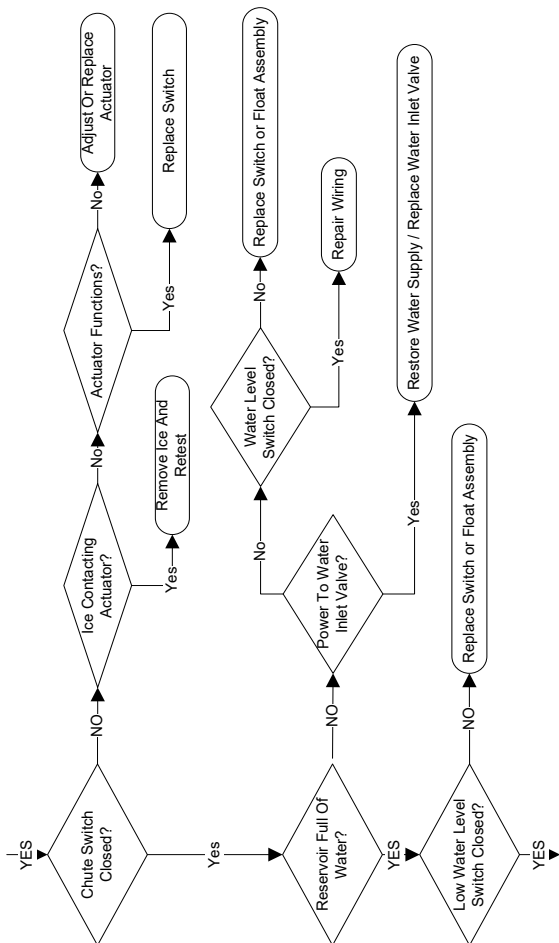 YES
Chute Switch
Closed?
NO
Ice Contacting
Actuator?
No
Actuator Functions?
No
Adjust Or Replace
Actuator
Yes
Replace Switch
Yes
Remove Ice And
Retest
Yes
Reservoir Full Of
Water?
NO
Power To Water
Inlet Valve?
No
Water Level
Switch Closed?
No
Replace Switch or Float Assembly
Yes
Repair Wiring
Yes
Restore Water Supply / Replace Water Inlet Valve
YES
Low Water Level
Switch Closed?
NO
Replace Switch or Float Assembly
YES